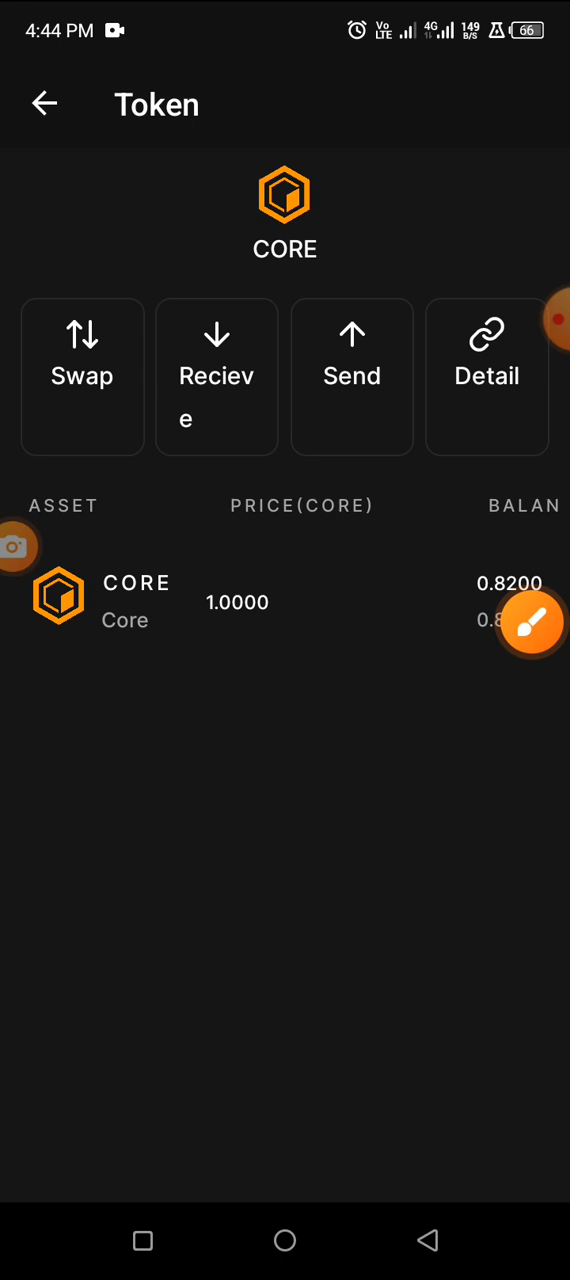 4:44 PM Vo LTE 4G 149 B/S 66
Token
CORE
Swap
Reciev
e
Send
Detail
ASSET PRICE(CORE) BALAN
CORE 1.0000 0.8200
Core